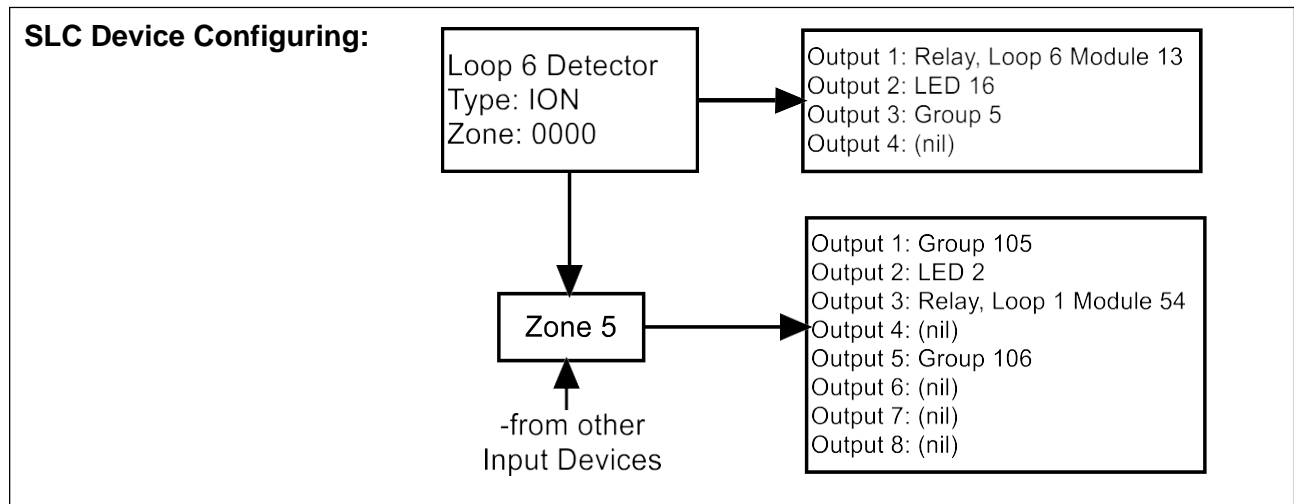 SLC Device Configuring:
Loop 6 Detector
Type: ION
Zone: 0000
Output 1: Relay, Loop 6 Module 13
Output 2: LED 16
Output 3: Group 5
Output 4: (nil)
Zone 5
-from other
Input Devices
Output 1: Group 105
Output 2: LED 2
Output 3: Relay, Loop 1 Module 54
Output 4: (nil)
Output 5: Group 106
Output 6: (nil)
Output 7: (nil)
Output 8: (nil)